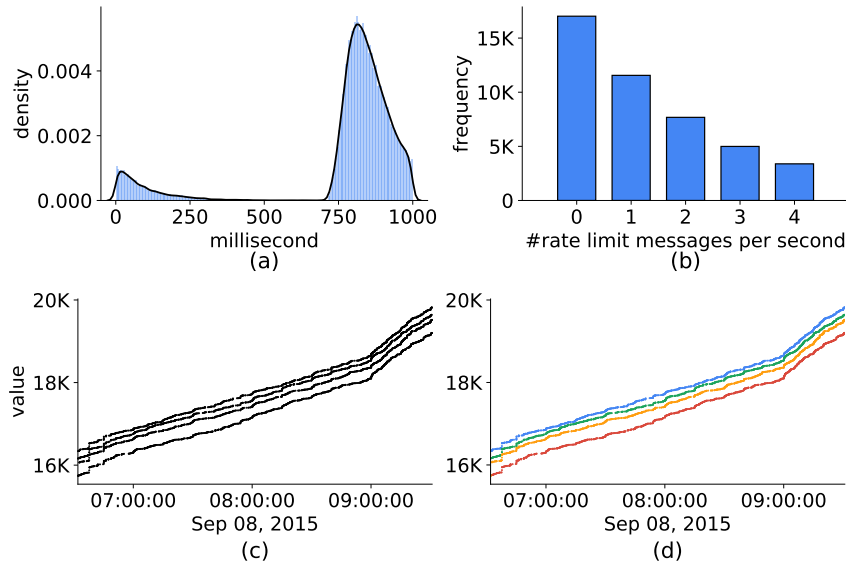 density
0.004
0.002
0.000
0
250
500
750
1000
millisecond
(a)
frequency
15K
10K
5K
0
0
1
2
3
4
#rate limit messages per second
(b)
value
20K
18K
16K
07:00:00
08:00:00
09:00:00
Sep 08, 2015
(c)
20K
18K
16K
07:00:00
08:00:00
09:00:00
Sep 08, 2015
(d)